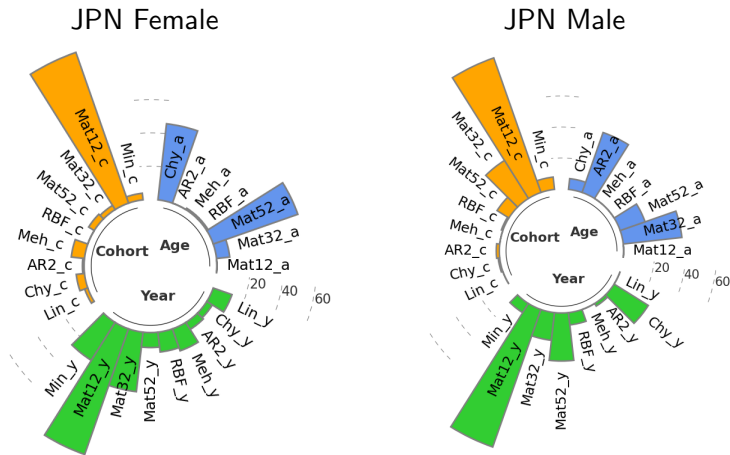 JPN Female
Mat12_c
Mat32_c
Mat52_c
RBF_c
Meh_c
AR2_c
Chy_c
Lin_c
Min_c
Chy_a
AR2_a
Meh_a
RBF_a
Mat52_a
Mat32_a
Mat12_a
Cohort
Age
Year
20
40
60
Min_y
Mat12_y
Mat32_y
Mat52_y
RBF_y
Meh_y
AR2_y
Chy_y
Lin_y
JPN Male
Mat12_c
Mat32_c
Mat52_c
RBF_c
Meh_c
AR2_c
Chy_c
Lin_c
Min_c
Chy_a
AR2_a
Meh_a
RBF_a
Mat52_a
Mat32_a
Mat12_a
Cohort
Age
Year
20
40
60
Min_y
Mat12_y
Mat32_y
Mat52_y
RBF_y
Meh_y
AR2_y
Chy_y
Lin_y